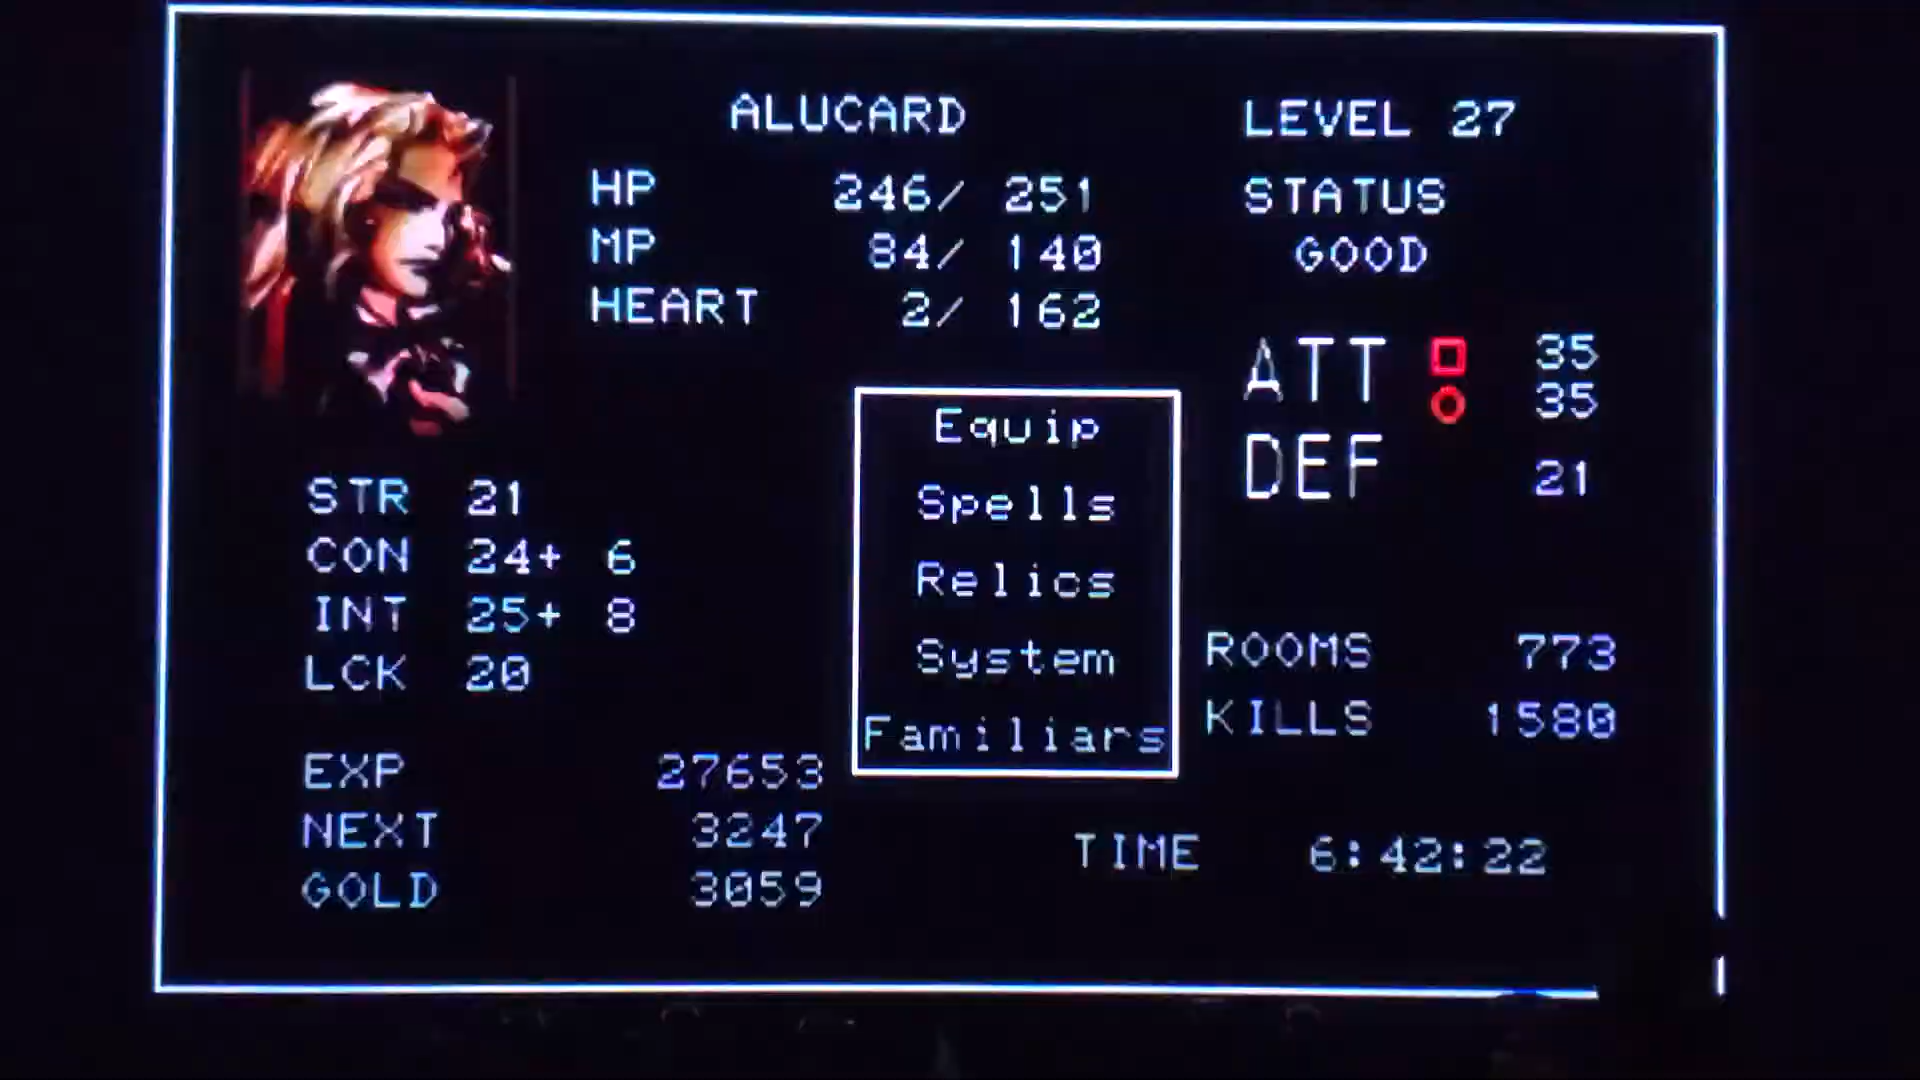 ALUCARD LEVEL 27
HP 246/ 251 STATUS
MP 84/ 140 GOOD
HEART 2/ 162
ATT 35
35
DEF 21
Equip
Spells
Relics
System
Familiars
STR 21
CON 24+ 6
INT 25+ 8
LCK 20
ROOMS 773
KILLS 1580
EXP 27653
NEXT 3247
GOLD 3059
TIME 6:42:22